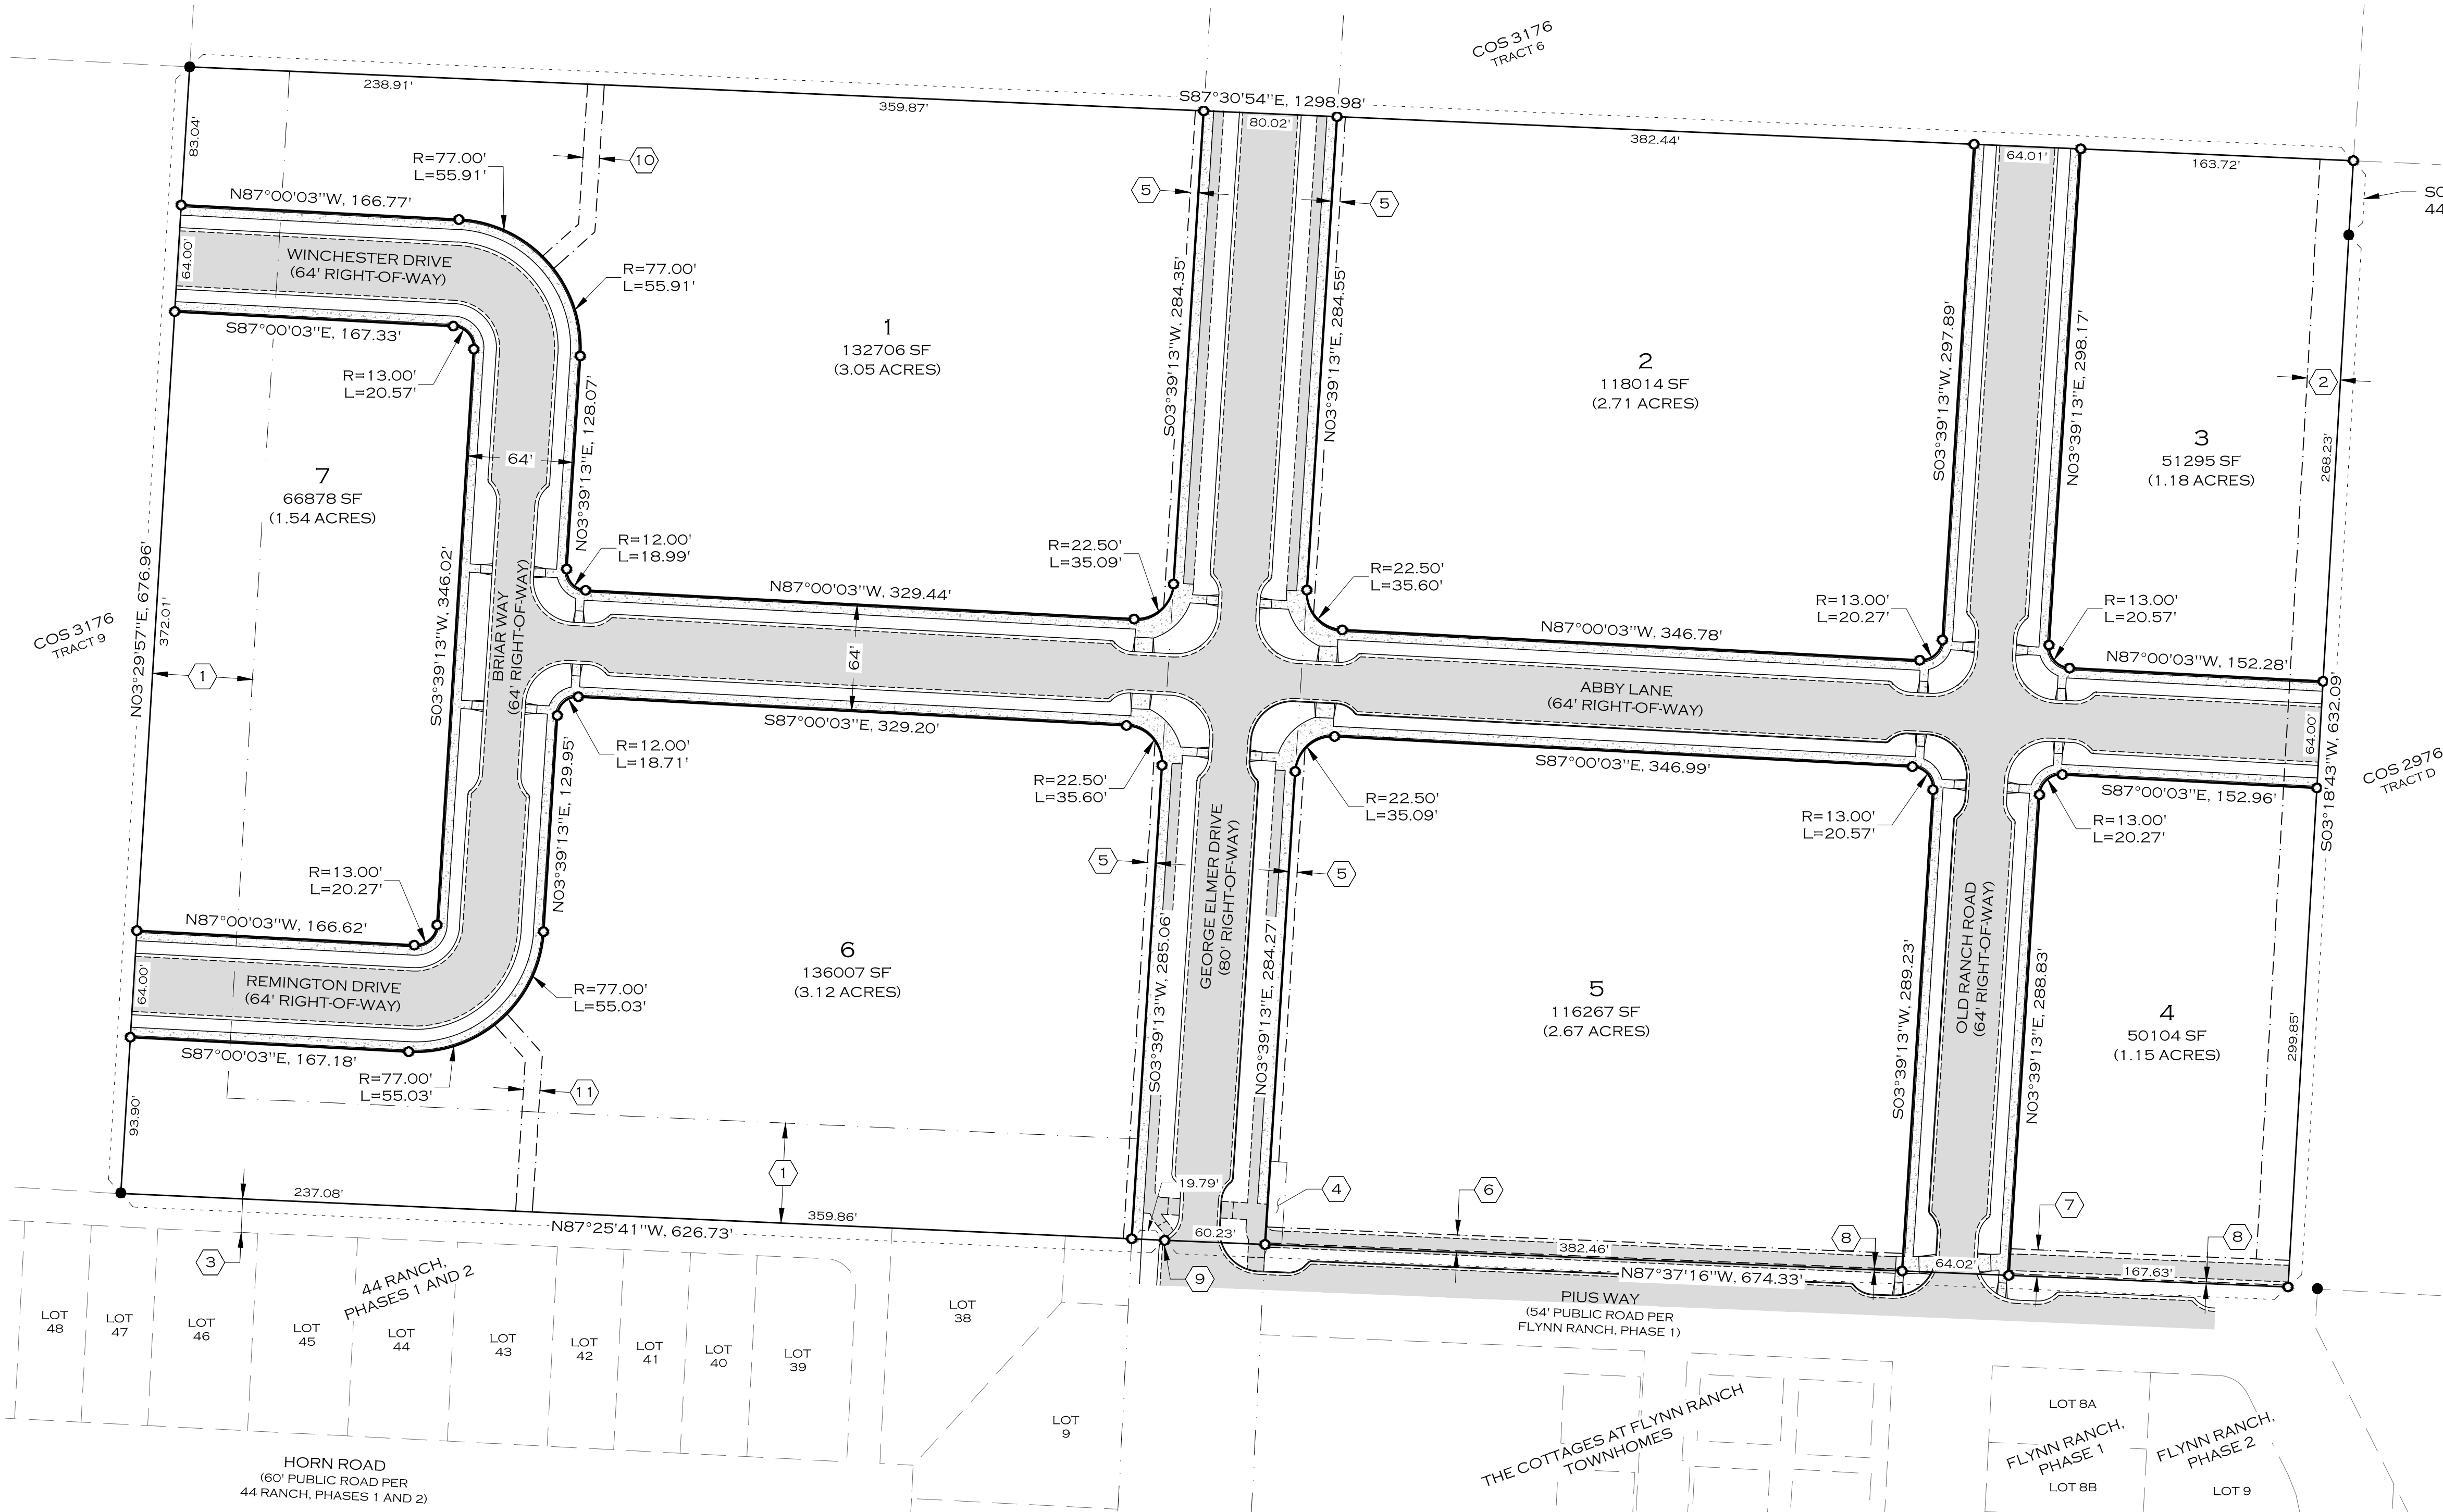 COS 3176
TRACT 6
238.91'
S87°30'54"E, 1298.98'
359.87'
80.02'
382.44'
64.01'
163.72'
83.04'
R=77.00'
L=55.91'
10
N87°00'03"W, 166.77'
5
5
S0
44
WINCHESTER DRIVE
(64' RIGHT-OF-WAY)
64.00'
R=77.00'
L=55.91'
S87°00'03"E, 167.33'
R=13.00'
L=20.57'
1
132706 SF
(3.05 ACRES)
S03°39'13"W, 284.35'
N03°39'13"E, 284.55'
2
118014 SF
(2.71 ACRES)
S03°39'13"W, 297.89'
N03°39'13"E, 298.17'
2
3
51295 SF
(1.18 ACRES)
268.23'
7
66878 SF
(1.54 ACRES)
64'
N03°39'13"E, 128.07'
R=12.00'
L=18.99'
N87°00'03"W, 329.44'
R=22.50'
L=35.09'
R=22.50'
L=35.60'
N87°00'03"W, 346.78'
R=13.00'
L=20.27'
R=13.00'
L=20.57'
N87°00'03"W, 152.28'
COS 3176
TRACT 9
N03°29'57"E, 676.96'
372.01'
1
S03°39'13"W, 346.02'
BRIAR WAY
(64' RIGHT-OF-WAY)
64'
ABBY LANE
(64' RIGHT-OF-WAY)
64.00'
S03°18'43"W, 632.09'
COS 2976
TRACT D
S87°00'03"E, 329.20'
R=12.00'
L=18.71'
R=22.50'
L=35.60'
R=22.50'
L=35.09'
S87°00'03"E, 346.99'
R=13.00'
L=20.57'
R=13.00'
L=20.27'
S87°00'03"E, 152.96'
N03°39'13"E, 129.95'
5
5
GEORGE ELMER DRIVE
(80' RIGHT-OF-WAY)
R=13.00'
L=20.27'
N87°00'03"W, 166.62'
REMINGTON DRIVE
(64' RIGHT-OF-WAY)
64.00'
R=77.00'
L=55.03'
S87°00'03"E, 167.18'
R=77.00'
L=55.03'
11
6
136007 SF
(3.12 ACRES)
S03°39'13"W, 285.06'
N03°39'13"E, 284.27'
5
116267 SF
(2.67 ACRES)
S03°39'13"W, 289.23'
OLD RANCH ROAD
(64' RIGHT-OF-WAY)
N03°39'13"E, 288.83'
4
50104 SF
(1.15 ACRES)
299.85'
93.90'
1
237.08'
N87°25'41"W, 626.73'
359.86'
19.79'
60.23'
4
6
382.46'
8
7
8
64.02'
167.63'
3
9
N87°37'16"W, 674.33'
PIUS WAY
(54' PUBLIC ROAD PER
FLYNN RANCH, PHASE 1)
44 RANCH,
PHASES 1 AND 2
LOT
48
LOT
47
LOT
46
LOT
45
LOT
44
LOT
43
LOT
42
LOT
41
LOT
40
LOT
39
LOT
38
LOT
9
THE COTTAGES AT FLYNN RANCH
TOWNHOMES
LOT 8A
FLYNN RANCH,
PHASE 1
LOT 8B
FLYNN RANCH,
PHASE 2
LOT 9
HORN ROAD
(60' PUBLIC ROAD PER
44 RANCH, PHASES 1 AND 2)